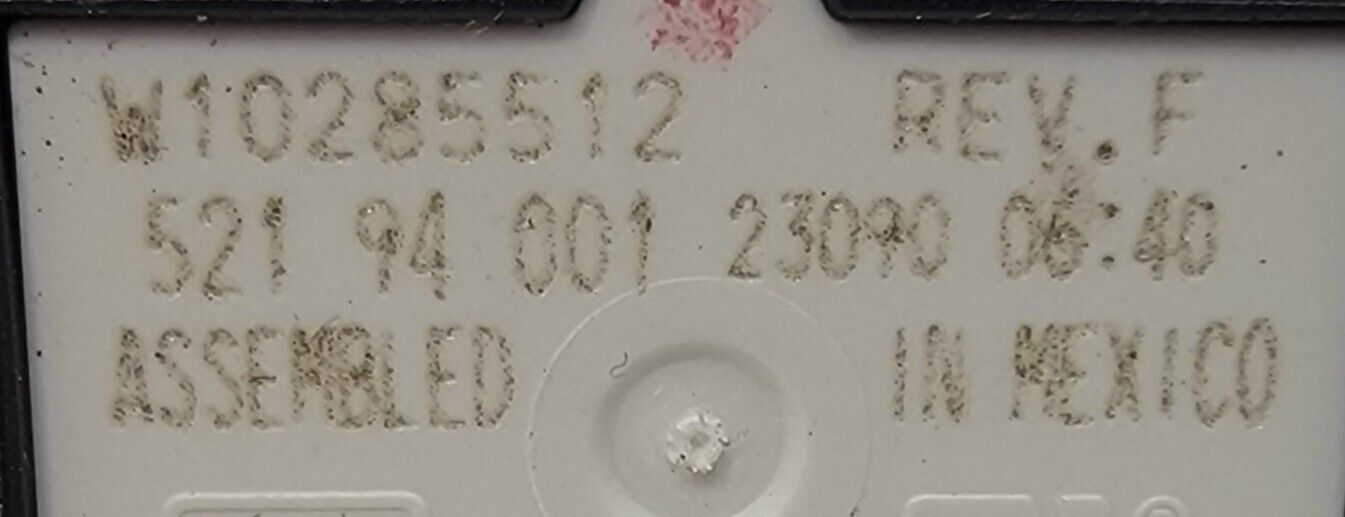 W10285512 REV. F
521 94 001 23090 06:40
ASSEMBLED IN MEXICO